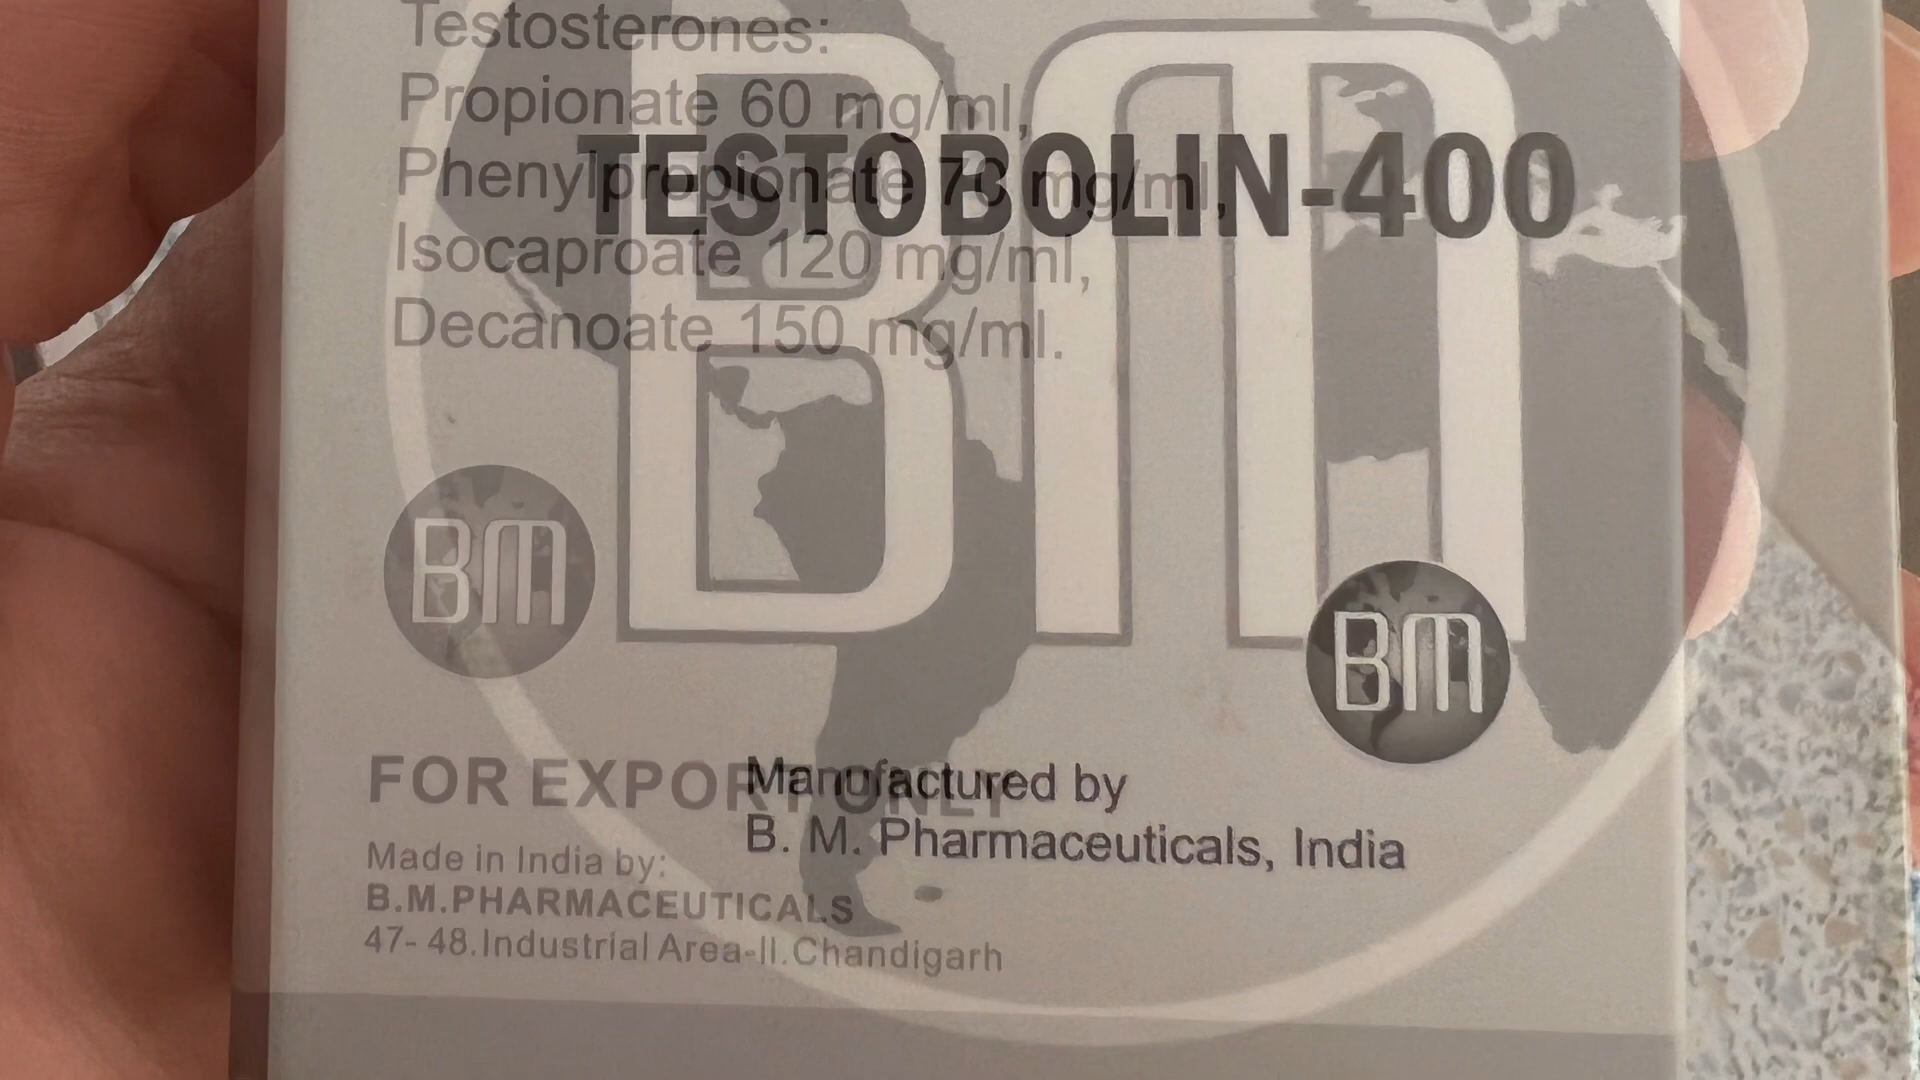 Testosterones:
Propionate 60 mg/ml,
Phenylpropionate 73 mg/ml,
Isocaproate 120 mg/ml,
Decanoate 150 mg/ml.
TESTOBOLIN-400
BM
BM
BM
FOR EXPORT ONLY
Made in India by:
B.M.PHARMACEUTICALS
47- 48.Industrial Area-II.Chandigarh
Manufactured by
B. M. Pharmaceuticals, India